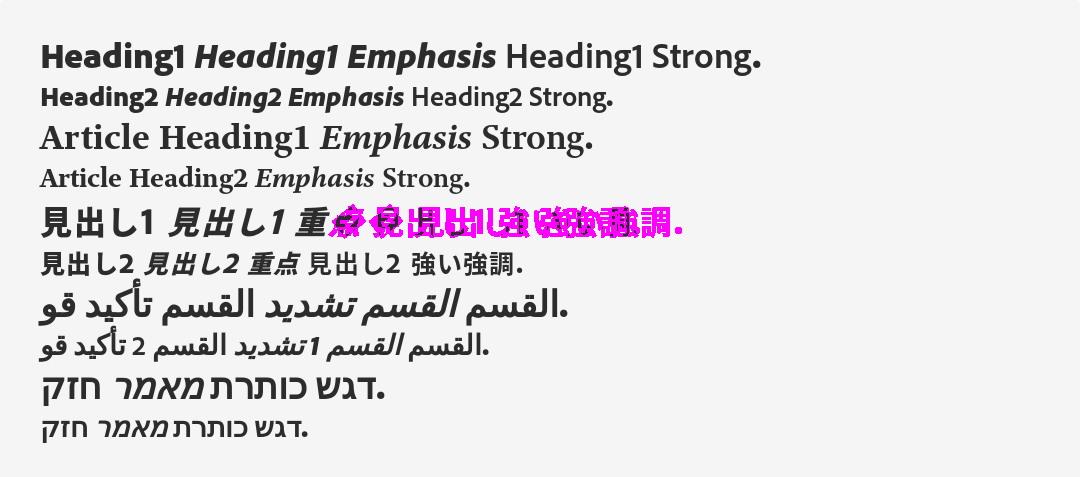 Heading1 Heading1 Emphasis Heading1 Strong.
Heading2 Heading2 Emphasis Heading2 Strong.
Article Heading1 Emphasis Strong.
Article Heading2 Emphasis Strong.
見出し1 見出し1 重点 見出し1 強い強調.
見出し2 見出し2 重点 見出し2 強い強調.
القسم القسم تشديد القسم تأكيد قو.
القسم القسم 1 تشديد القسم 2 تأكيد قو.
דגש כותרת מאמר חזק.
דגש כותרת מאמר חזק.